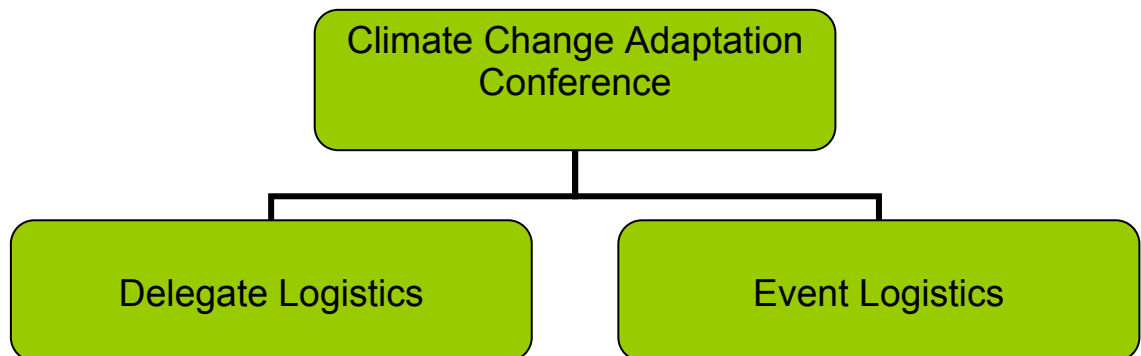 Climate Change Adaptation
Conference
Delegate Logistics
Event Logistics